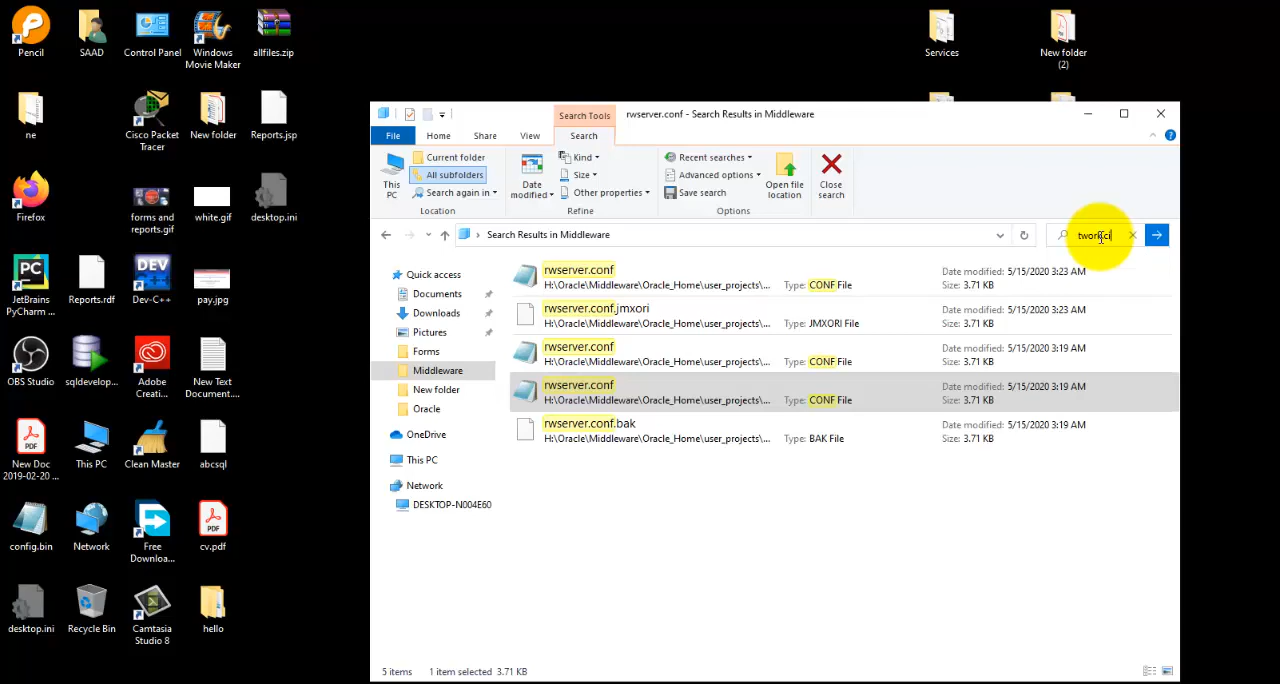 Pencil
SAAD
Control Panel
Windows
Movie Maker
allfiles.zip
Services
New folder
(2)
ne
Cisco Packet
Tracer
New folder
Reports.jsp
Firefox
forms and
reports.gif
white.gif
desktop.ini
JetBrains
PyCharm ...
Reports.rdf
Dev-C++
pay.jpg
OBS Studio
sqldevelop...
Adobe
Creati...
New Text
Document....
New Doc
2019-02-20 ...
This PC
Clean Master
abcsql
config.bin
Network
Free
Downloa...
cv.pdf
desktop.ini
Recycle Bin
Camtasia
Studio 8
hello
Search Tools
rwserver.conf - Search Results in Middleware
File
Home
Share
View
Search
This
PC
Current folder
All subfolders
Search again in
Location
Date
modified
Kind
Size
Other properties
Refine
Recent searches
Advanced options
Save search
Options
Open file
location
Close
search
Search Results in Middleware
twork.ci
Quick access
Documents
Downloads
Pictures
Forms
Middleware
New folder
Oracle
OneDrive
This PC
Network
DESKTOP-N004E60
rwserver.conf
H:\Oracle\Middleware\Oracle_Home\user_projects\...
Type: CONF File
Date modified: 5/15/2020 3:23 AM
Size: 3.71 KB
rwserver.conf.jmxori
H:\Oracle\Middleware\Oracle_Home\user_projects\...
Type: JMXORI File
Date modified: 5/15/2020 3:23 AM
Size: 3.71 KB
rwserver.conf
H:\Oracle\Middleware\Oracle_Home\user_projects\...
Type: CONF File
Date modified: 5/15/2020 3:19 AM
Size: 3.71 KB
rwserver.conf
H:\Oracle\Middleware\Oracle_Home\user_projects\...
Type: CONF File
Date modified: 5/15/2020 3:19 AM
Size: 3.71 KB
rwserver.conf.bak
H:\Oracle\Middleware\Oracle_Home\user_projects\...
Type: BAK File
Date modified: 5/15/2020 3:19 AM
Size: 3.71 KB
5 items
1 item selected 3.71 KB